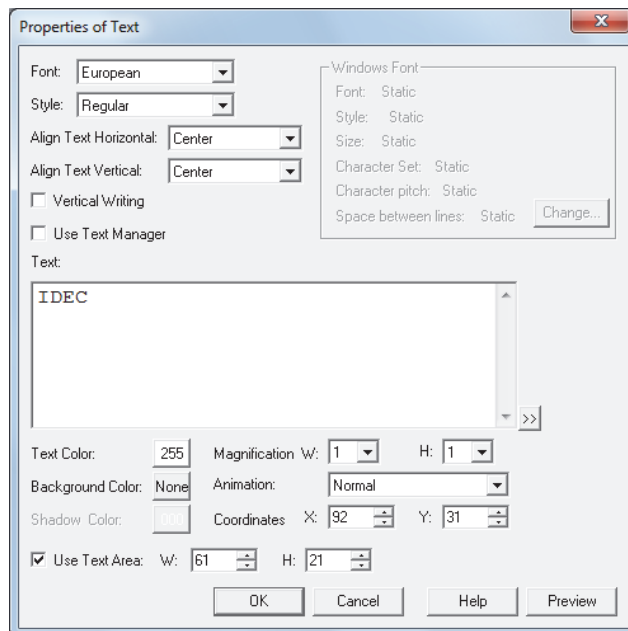 Properties of Text
Font: European
Style: Regular
Align Text Horizontal: Center
Align Text Vertical: Center
Vertical Writing
Use Text Manager
Windows Font
Font: Static
Style: Static
Size: Static
Character Set: Static
Character pitch: Static
Space between lines: Static Change...
Text:
IDEC
>>
Text Color: 255 Magnification W: 1 H: 1
Background Color: None Animation: Normal
Shadow Color: 000 Coordinates X: 92 Y: 31
Use Text Area: W: 61 H: 21
OK Cancel Help Preview